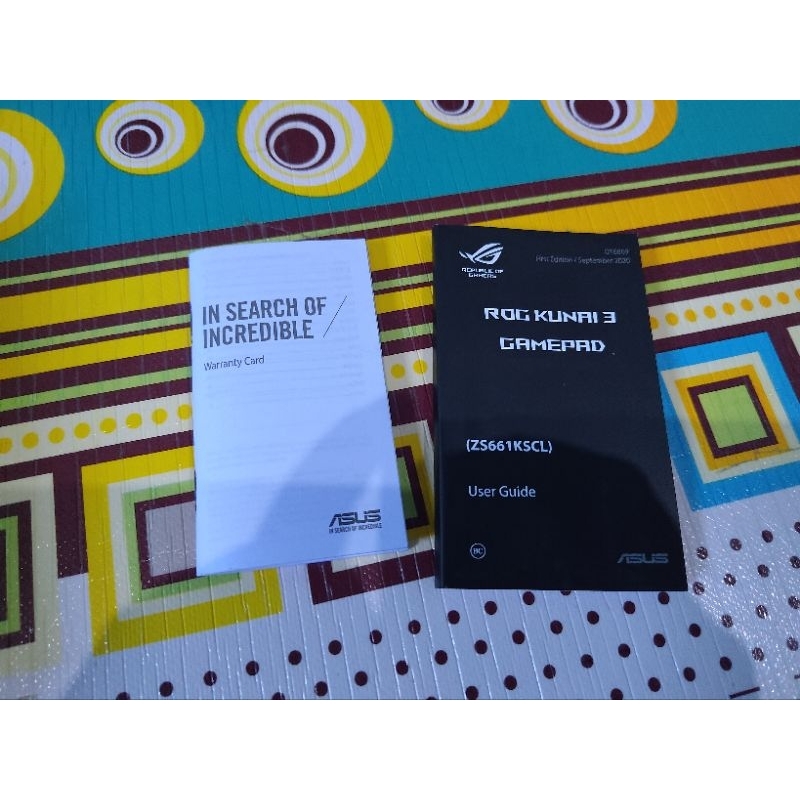 IN SEARCH OF
INCREDIBLE
Warranty Card
ASUS
IN SEARCH OF INCREDIBLE
REPUBLIC OF
GAMERS
First Edition / September 2020
ROG KUNAI 3
GAMEPAD
(ZS661KSCL)
User Guide
ASUS